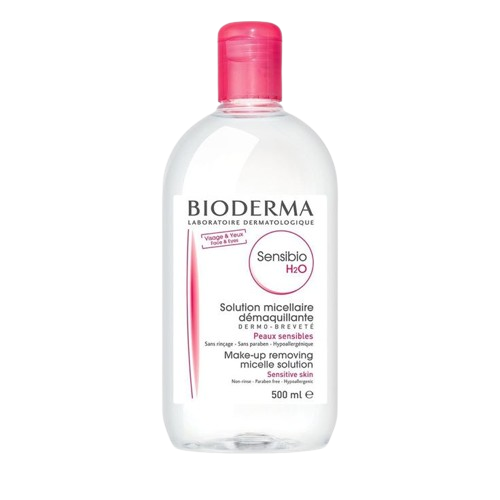 BIODERMA
LABORATOIRE DERMATOLOGIQUE
Visage & Yeux
Face & Eyes
Sensibio
H2O
Solution micellaire
démaquillante
DERMO-BREVETÉ
Peaux sensibles
Sans rinçage - Sans paraben - Hypoallergénique
Make-up removing
micelle solution
Sensitive skin
Non-rinse - Paraben free - Hypoallergenic
500 ml ℮